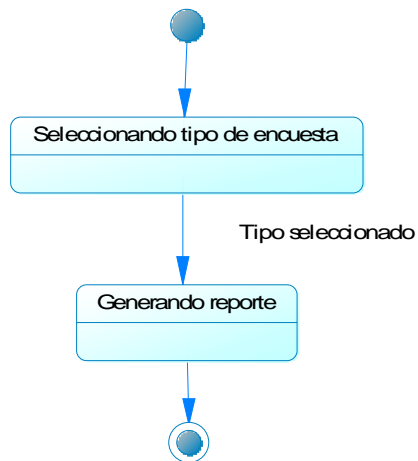 Seleccionando tipo de encuesta
Tipo seleccionado
Generando reporte